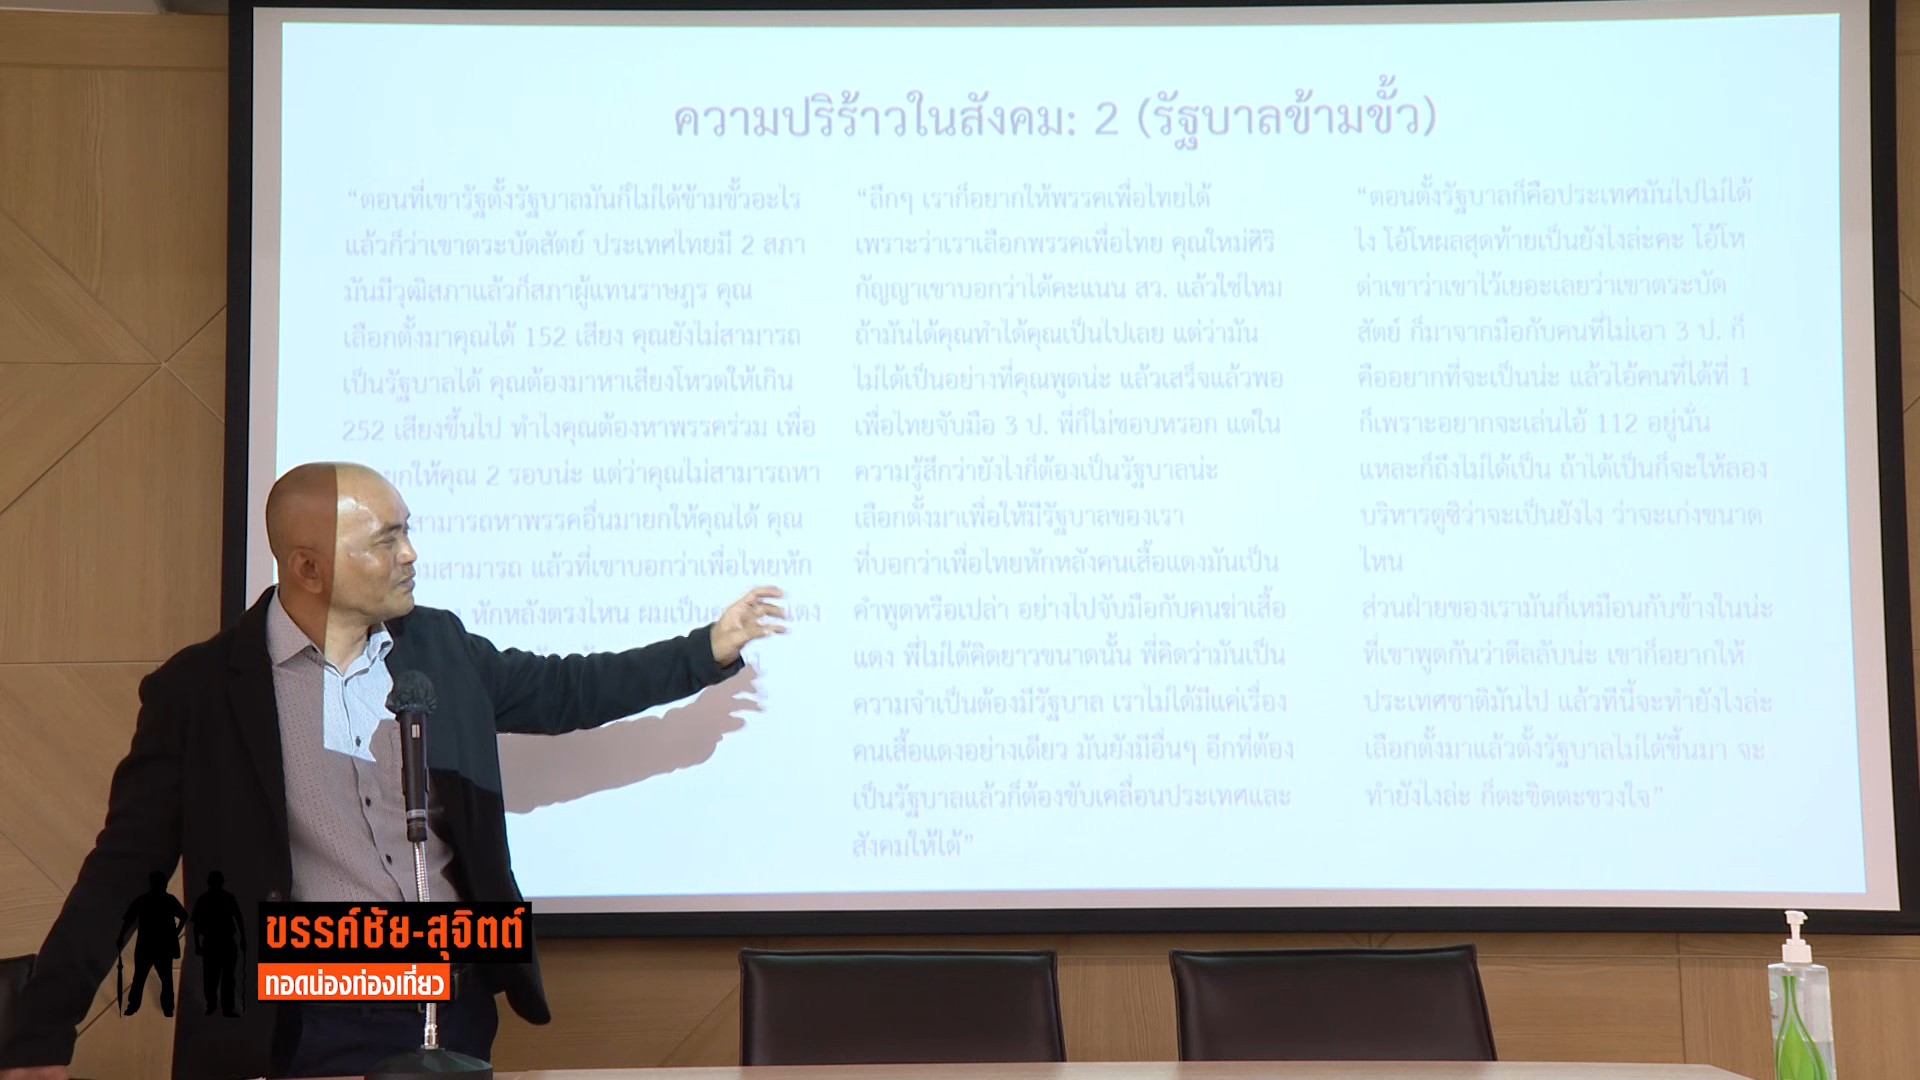 ความปริร้าวในสังคม: 2 (รัฐบาลข้ามขั้ว)
“ตอนที่เขารัฐตั้งรัฐบาลมันก็ไม่ได้ข้ามขั้วอะไร
แล้วก็ว่าเขาตระบัดสัตย์ ประเทศไทยมี 2 สภา
มันมีวุฒิสภาแล้วก็สภาผู้แทนราษฎร คุณ
เลือกตั้งมาคุณได้ 152 เสียง คุณยังไม่สามารถ
เป็นรัฐบาลได้ คุณต้องมาหาเสียงโหวตให้เกิน
252 เสียงขึ้นไป ทำไงคุณต้องหาพรรคร่วม เพื่อ
ยกให้คุณ 2 รอบน่ะ แต่ว่าคุณไม่สามารถหา
สามารถหาพรรคอื่นมายกให้คุณได้ คุณ
สามารถ แล้วที่เขาบอกว่าเพื่อไทยหัก
หักหลังตรงไหน ผมเป็น แดง
“ลึกๆ เราก็อยากให้พรรคเพื่อไทยได้
เพราะว่าเราเลือกพรรคเพื่อไทย คุณใหม่ศิริ
กัญญาเขาบอกว่าได้คะแนน สว. แล้วใช่ไหม
ถ้ามันได้คุณทำได้คุณเป็นไปเลย แต่ว่ามัน
ไม่ได้เป็นอย่างที่คุณพูดน่ะ แล้วเสร็จแล้วพอ
เพื่อไทยจับมือ 3 ป. พี่ก็ไม่ชอบหรอก แต่ใน
ความรู้สึกว่ายังไงก็ต้องเป็นรัฐบาลน่ะ
เลือกตั้งมาเพื่อให้มีรัฐบาลของเรา
ที่บอกว่าเพื่อไทยหักหลังคนเสื้อแดงมันเป็น
คำพูดหรือเปล่า อย่างไปจับมือกับคนฆ่าเสื้อ
แดง พี่ไม่ได้คิดยาวขนาดนั้น พี่คิดว่ามันเป็น
ความจำเป็นต้องมีรัฐบาล เราไม่ได้มีแค่เรื่อง
คนเสื้อแดงอย่างเดียว มันยังมีอื่นๆ อีกที่ต้อง
เป็นรัฐบาลแล้วก็ต้องขับเคลื่อนประเทศและ
สังคมให้ได้”
“ตอนตั้งรัฐบาลก็คือประเทศมันไปไม่ได้
ไง โอ้โหผลสุดท้ายเป็นยังไงล่ะคะ โอ้โห
ด่าเขาว่าเขาไว้เยอะเลยว่าเขาตระบัด
สัตย์ ก็มาจากมือกับคนที่ไม่เอา 3 ป. ก็
คืออยากที่จะเป็นน่ะ แล้วไอ้คนที่ได้ที่ 1
ก็เพราะอยากจะเล่นไอ้ 112 อยู่นั่น
แหละก็ถึงไม่ได้เป็น ถ้าได้เป็นก็จะให้ลอง
บริหารดูซิว่าจะเป็นยังไง ว่าจะเก่งขนาด
ไหน
ส่วนฝ่ายของเรามันก็เหมือนกับข้างในน่ะ
ที่เขาพูดกันว่าดีลลับน่ะ เขาก็อยากให้
ประเทศชาติมันไป แล้วทีนี้จะทำยังไงล่ะ
เลือกตั้งมาแล้วตั้งรัฐบาลไม่ได้ขึ้นมา จะ
ทำยังไงล่ะ ก็ตะขิดตะขวงใจ”
ขรรค์ชัย-สุจิตต์
ทอดน่องท่องเที่ยว